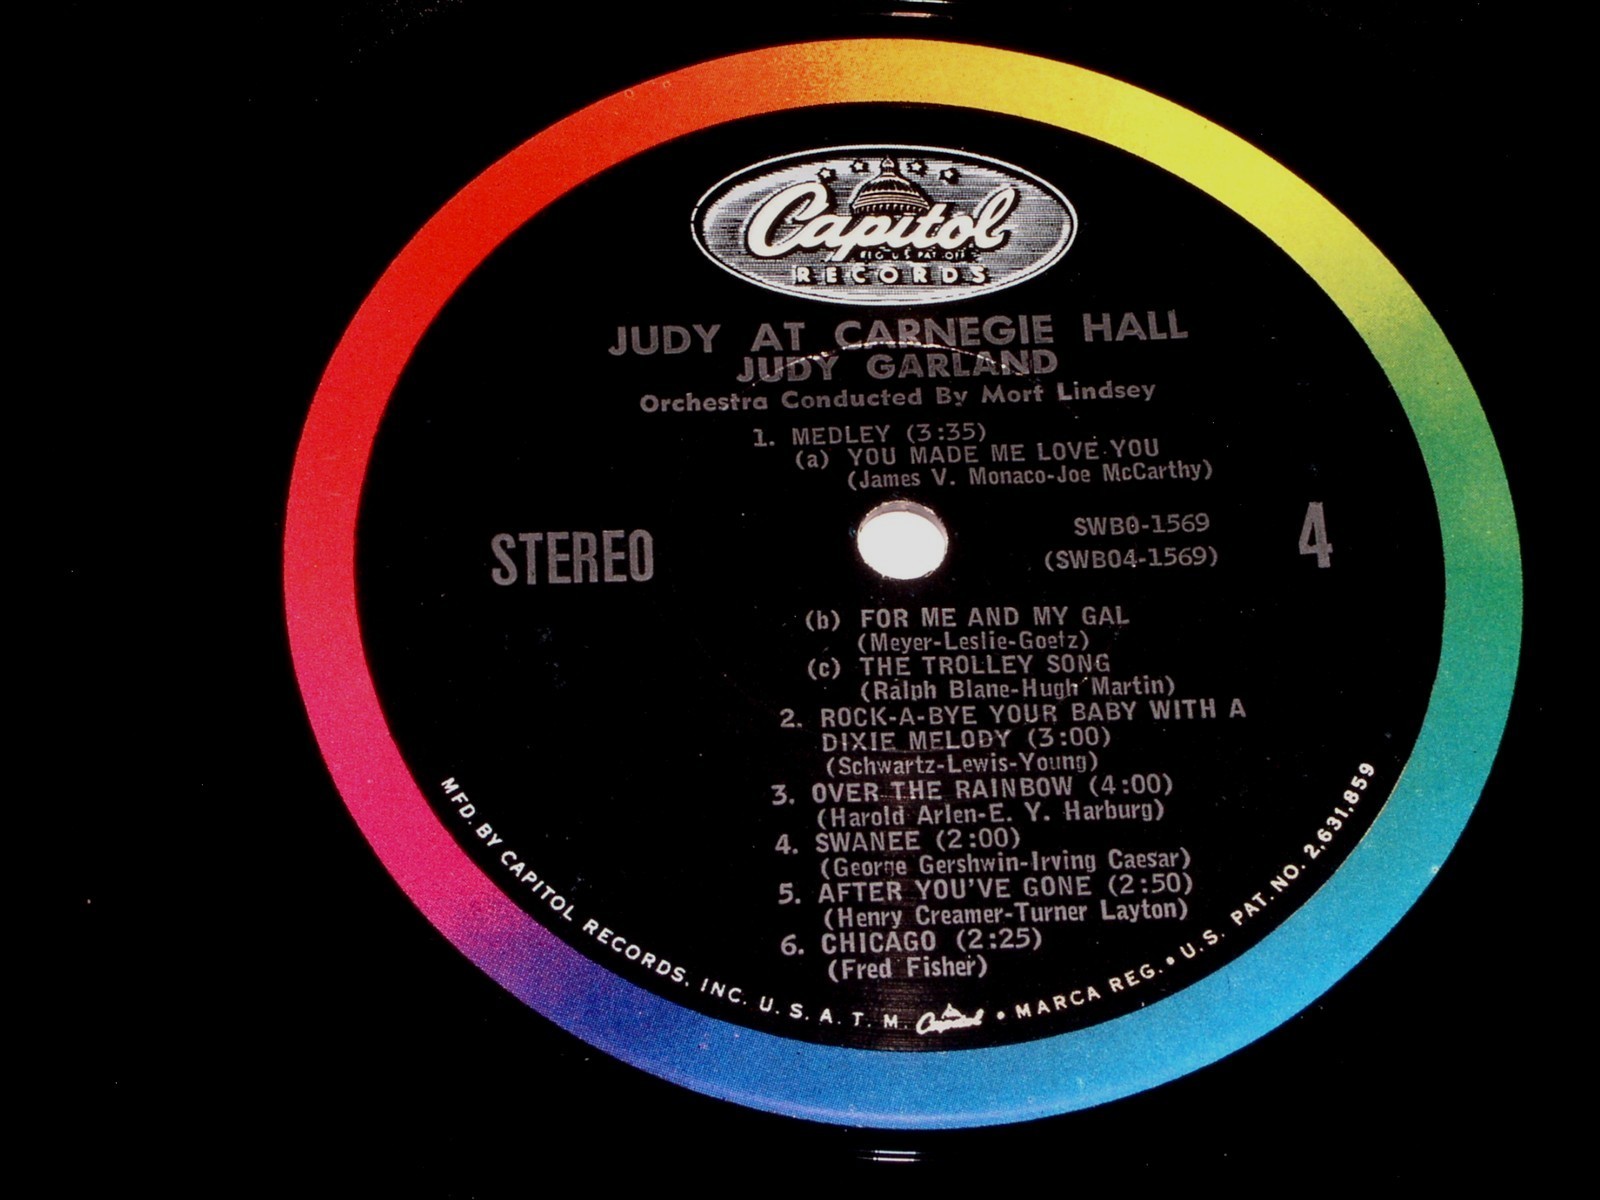 Capitol
REG. U.S. PAT. OFF.
RECORDS
JUDY AT CARNEGIE HALL
JUDY GARLAND
Orchestra Conducted By Mort Lindsey
1. MEDLEY (3:35)
(a) YOU MADE ME LOVE YOU
(James V. Monaco-Joe McCarthy)
STEREO
SWBO-1569
(SWBO4-1569)
4
(b) FOR ME AND MY GAL
(Meyer-Leslie-Goetz)
(c) THE TROLLEY SONG
(Ralph Blane-Hugh Martin)
2. ROCK-A-BYE YOUR BABY WITH A
DIXIE MELODY (3:00)
(Schwartz-Lewis-Young)
3. OVER THE RAINBOW (4:00)
(Harold Arlen-E. Y. Harburg)
4. SWANEE (2:00)
(George Gershwin-Irving Caesar)
5. AFTER YOU'VE GONE (2:50)
(Henry Creamer-Turner Layton)
6. CHICAGO (2:25)
(Fred Fisher)
MFD. BY CAPITOL RECORDS, INC. U. S. A. T. M. Capitol • MARCA REG. • U.S. PAT. NO. 2,631,859